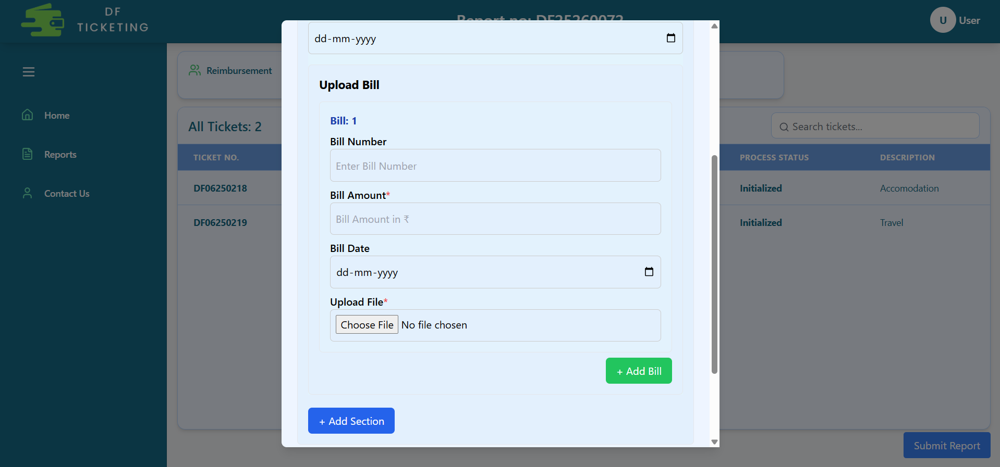 DF
TICKETING
Report no: DF25260072
U User
Home
Reports
Contact Us
Reimbursement
All Tickets: 2
Search tickets...
TICKET NO.
PROCESS STATUS
DESCRIPTION
DF06250218
Initialized
Accomodation
DF06250219
Initialized
Travel
Submit Report
dd-mm-yyyy
Upload Bill
Bill: 1
Bill Number
Enter Bill Number
Bill Amount*
Bill Amount in ₹
Bill Date
dd-mm-yyyy
Upload File*
Choose File No file chosen
+ Add Bill
+ Add Section